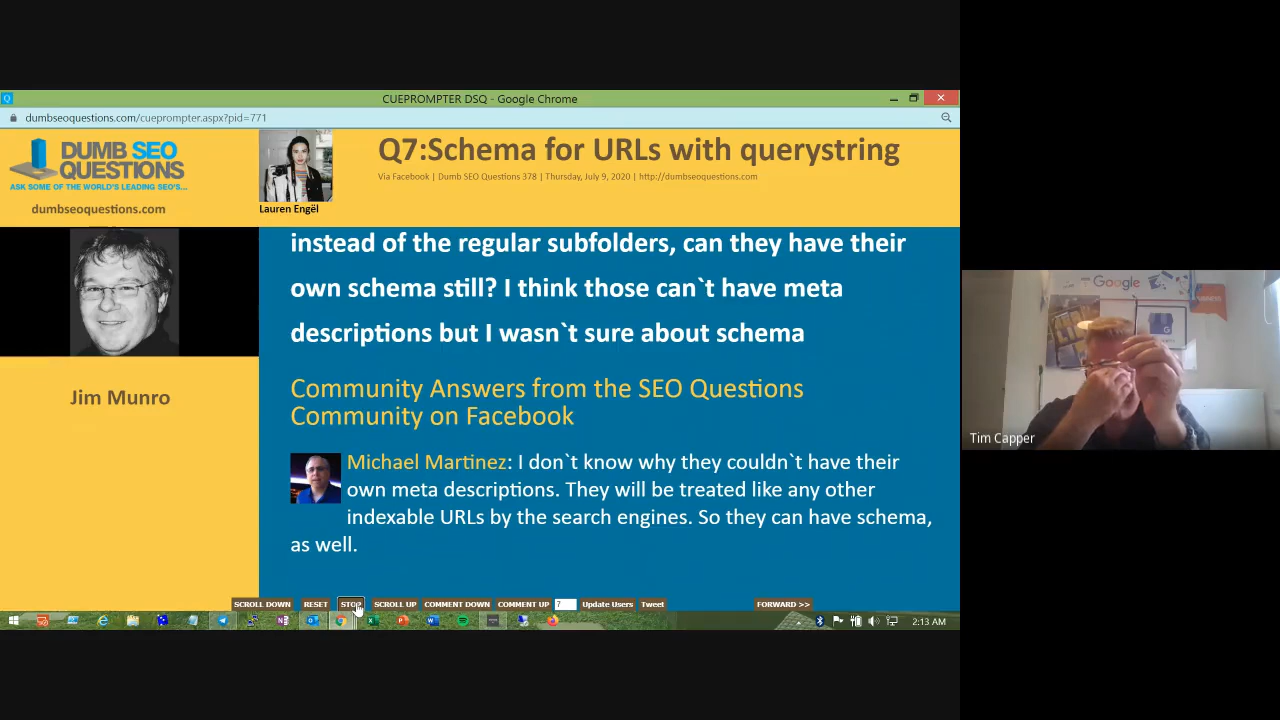 CUEPROMPTER DSQ - Google Chrome
dumbseoquestions.com/cueprompter.aspx?pid=771
DUMB SEO
QUESTIONS
ASK SOME OF THE WORLD'S LEADING SEO'S...
dumbseoquestions.com
Lauren Engël
Q7:Schema for URLs with querystring
Via Facebook | Dumb SEO Questions 378 | Thursday, July 9, 2020 | http://dumbseoquestions.com
Jim Munro
instead of the regular subfolders, can they have their
own schema still? I think those can`t have meta
descriptions but I wasn`t sure about schema
Community Answers from the SEO Questions
Community on Facebook
Michael Martinez: I don`t know why they couldn`t have their
own meta descriptions. They will be treated like any other
indexable URLs by the search engines. So they can have schema,
as well.
SCROLL DOWN RESET STOP SCROLL UP COMMENT DOWN COMMENT UP 7 Update Users Tweet FORWARD >>
2:13 AM
Google
Tim Capper